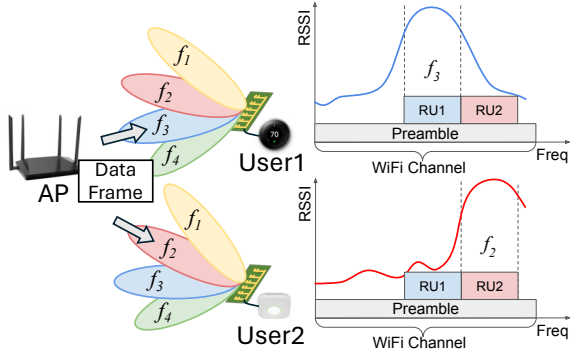 f1
f2
f3
f4
70
User1
AP
Data
Frame
RSSI
f3
RU1
RU2
Preamble
WiFi Channel
Freq
f1
f2
f3
f4
User2
RSSI
f2
RU1
RU2
Preamble
WiFi Channel
Freq